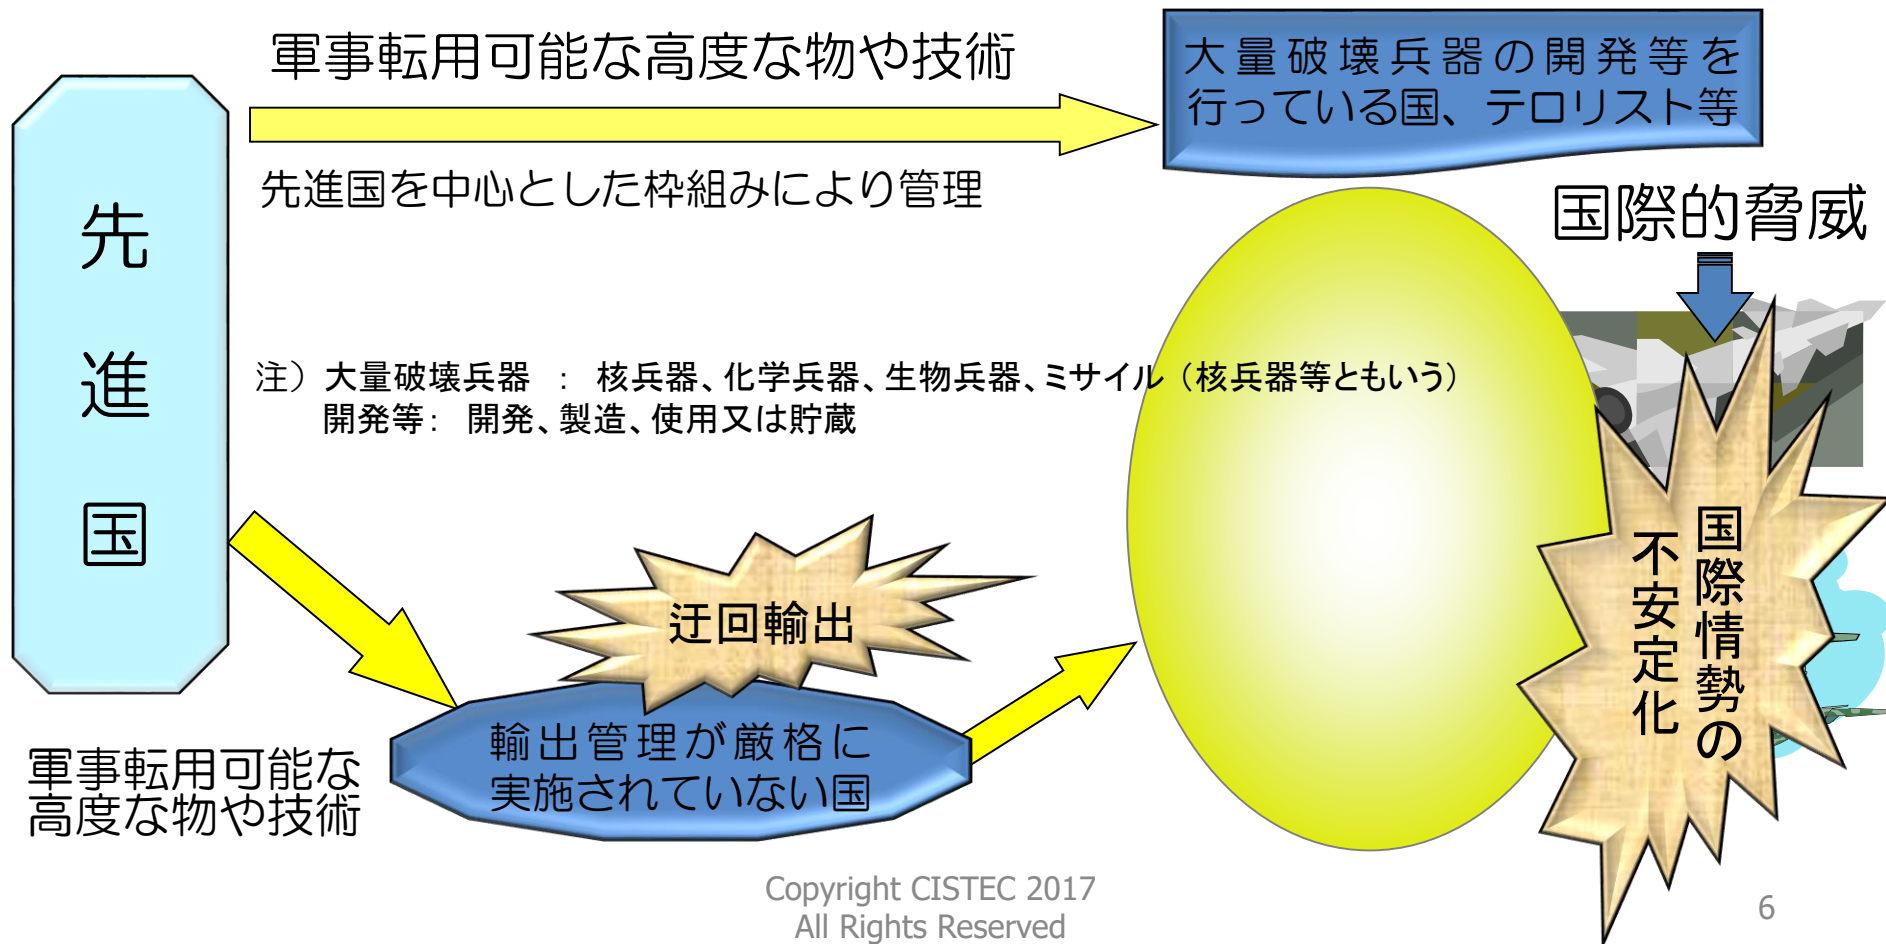 軍事転用可能な高度な物や技術
大量破壊兵器の開発等を
行っている国、テロリスト等
先進国を中心とした枠組みにより管理
国際的脅威
先進国
注）大量破壊兵器 ： 核兵器、化学兵器、生物兵器、ミサイル（核兵器等ともいう）
開発等： 開発、製造、使用又は貯蔵
迂回輸出
国際情勢の
不安定化
輸出管理が厳格に
実施されていない国
軍事転用可能な
高度な物や技術
Copyright CISTEC 2017
All Rights Reserved
6